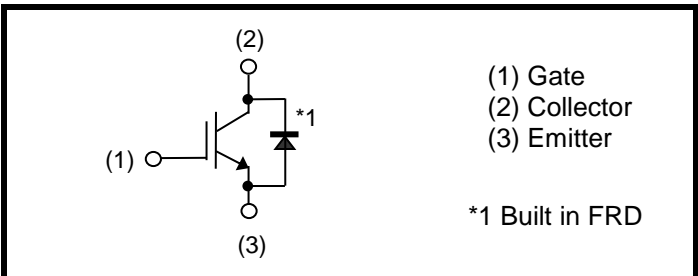 (2)
*1
(1)
(3)
(1) Gate
(2) Collector
(3) Emitter
*1 Built in FRD